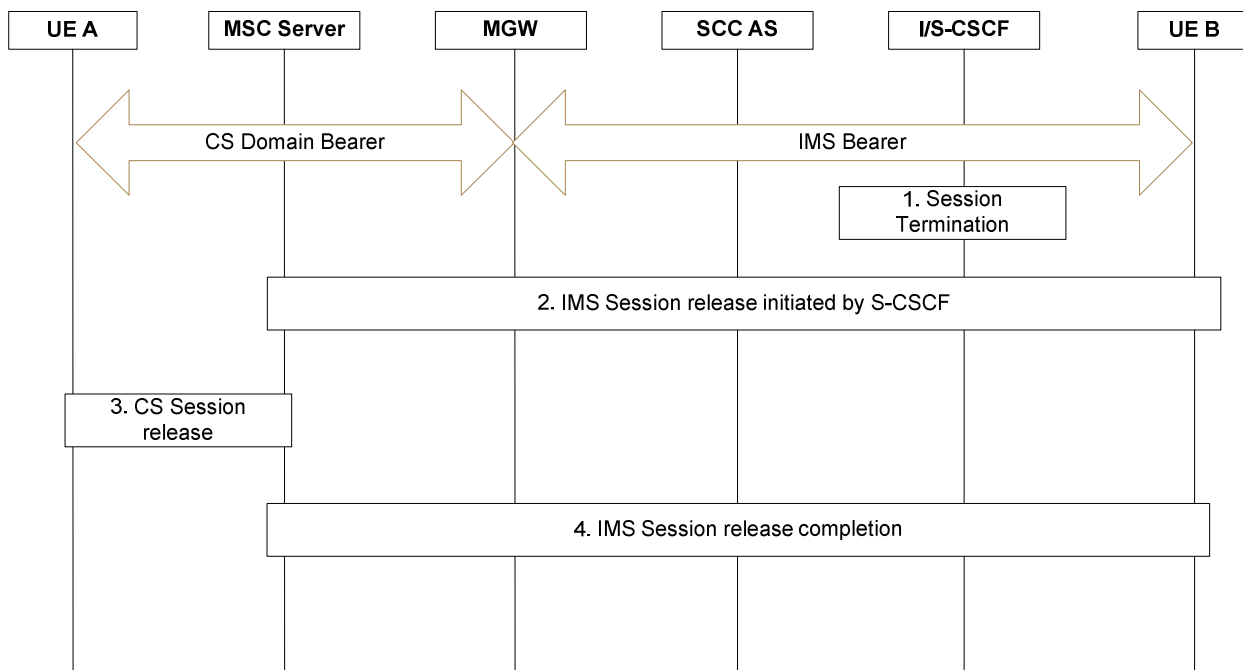 UE A
MSC Server
MGW
SCC AS
I/S-CSCF
UE B
CS Domain Bearer
IMS Bearer
1. Session
Termination
2. IMS Session release initiated by S-CSCF
3. CS Session
release
4. IMS Session release completion